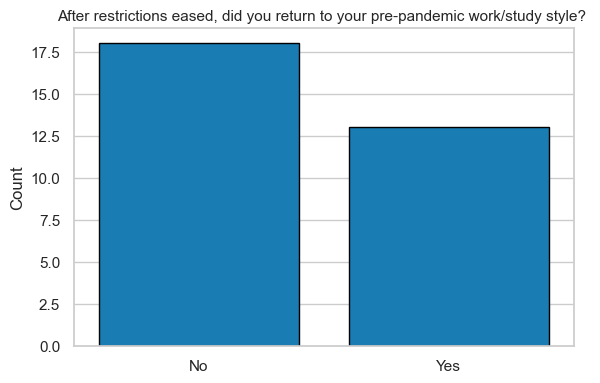 After restrictions eased, did you return to your pre-pandemic work/study style?
17.5
15.0
12.5
10.0
7.5
5.0
2.5
0.0
Count
No
Yes